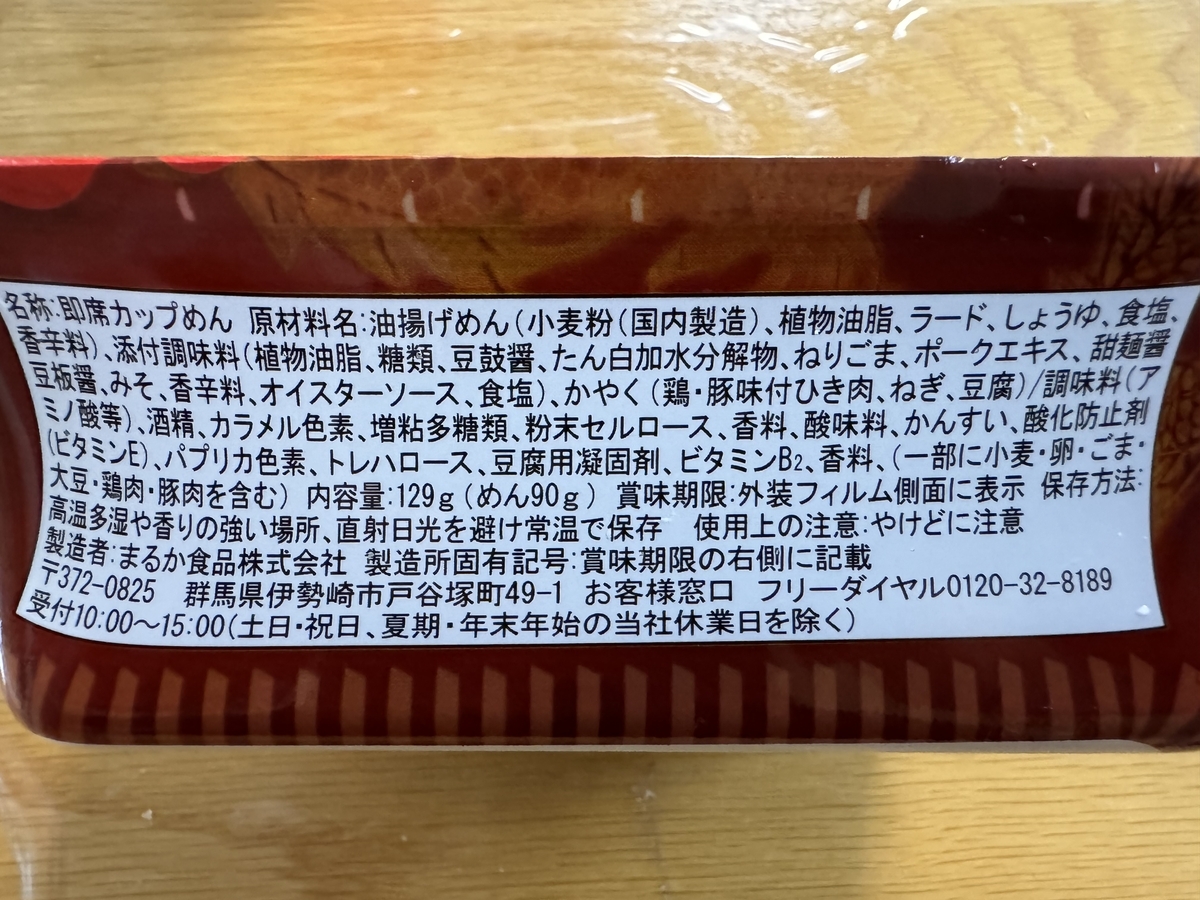 名称:即席カップめん 原材料名:油揚げめん(小麦粉(国内製造)、植物油脂、ラード、しょうゆ、食塩、
香辛料)、添付調味料(植物油脂、糖類、豆鼓醤、たん白加水分解物、ねりごま、ポークエキス、甜麺醤
豆板醤、みそ、香辛料、オイスターソース、食塩)、かやく(鶏・豚味付ひき肉、ねぎ、豆腐)/調味料(ア
ミノ酸等)、酒精、カラメル色素、増粘多糖類、粉末セルロース、香料、酸味料、かんすい、酸化防止剤
(ビタミンE)、パプリカ色素、トレハロース、豆腐用凝固剤、ビタミンB2、香料、(一部に小麦・卵・ごま・
大豆・鶏肉・豚肉を含む) 内容量:129g(めん90g) 賞味期限:外装フィルム側面に表示 保存方法:
高温多湿や香りの強い場所、直射日光を避け常温で保存 使用上の注意:やけどに注意
製造者:まるか食品株式会社 製造所固有記号:賞味期限の右側に記載
〒372-0825 群馬県伊勢崎市戸谷塚町49-1 お客様窓口 フリーダイヤル0120-32-8189
受付10:00~15:00(土日・祝日、夏期・年末年始の当社休業日を除く)